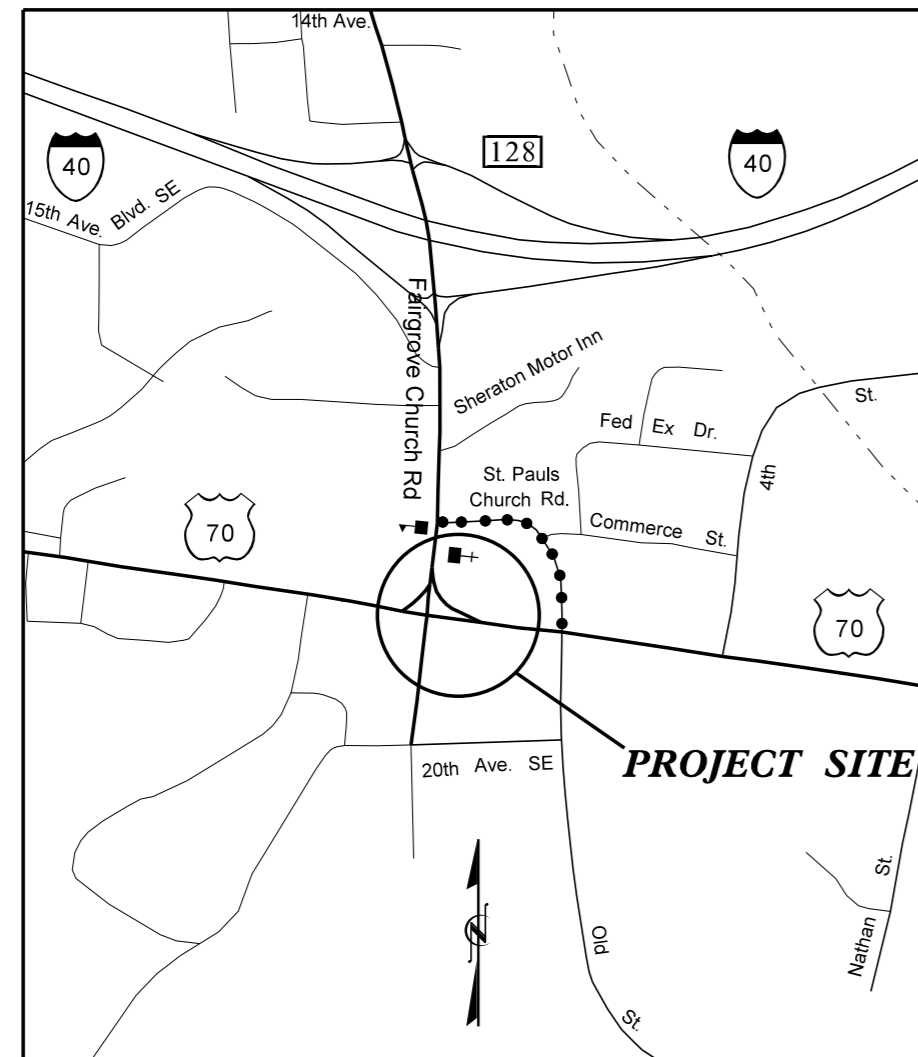 14th Ave.
40
128
40
15th Ave. Blvd. SE
Fairgrove Church Rd
Sheraton Motor Inn
St.
Fed Ex Dr.
4th
St. Pauls
Church Rd.
Commerce St.
70
70
20th Ave. SE
PROJECT SITE
Old
St.
Nathan St.
N